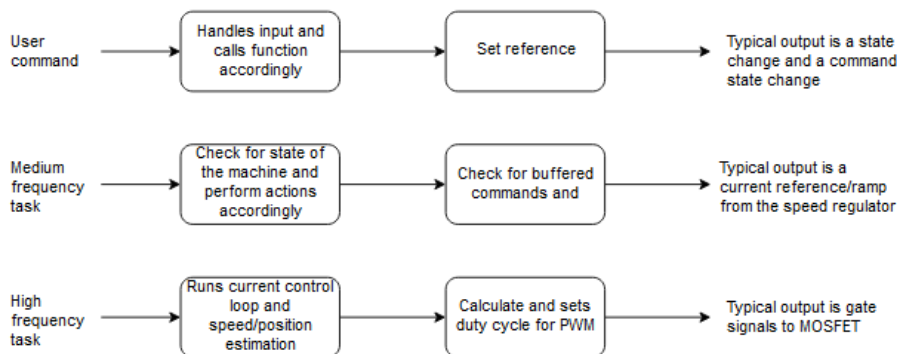 User
command
Handles input and
calls function
accordingly
Set reference
Typical output is a state
change and a command
state change
Medium
frequency
task
Check for state of
the machine and
perform actions
accordingly
Check for buffered
commands and
Typical output is a
current reference/ramp
from the speed regulator
High
frequency
task
Runs current control
loop and
speed/position
estimation
Calculate and sets
duty cycle for PWM
Typical output is gate
signals to MOSFET